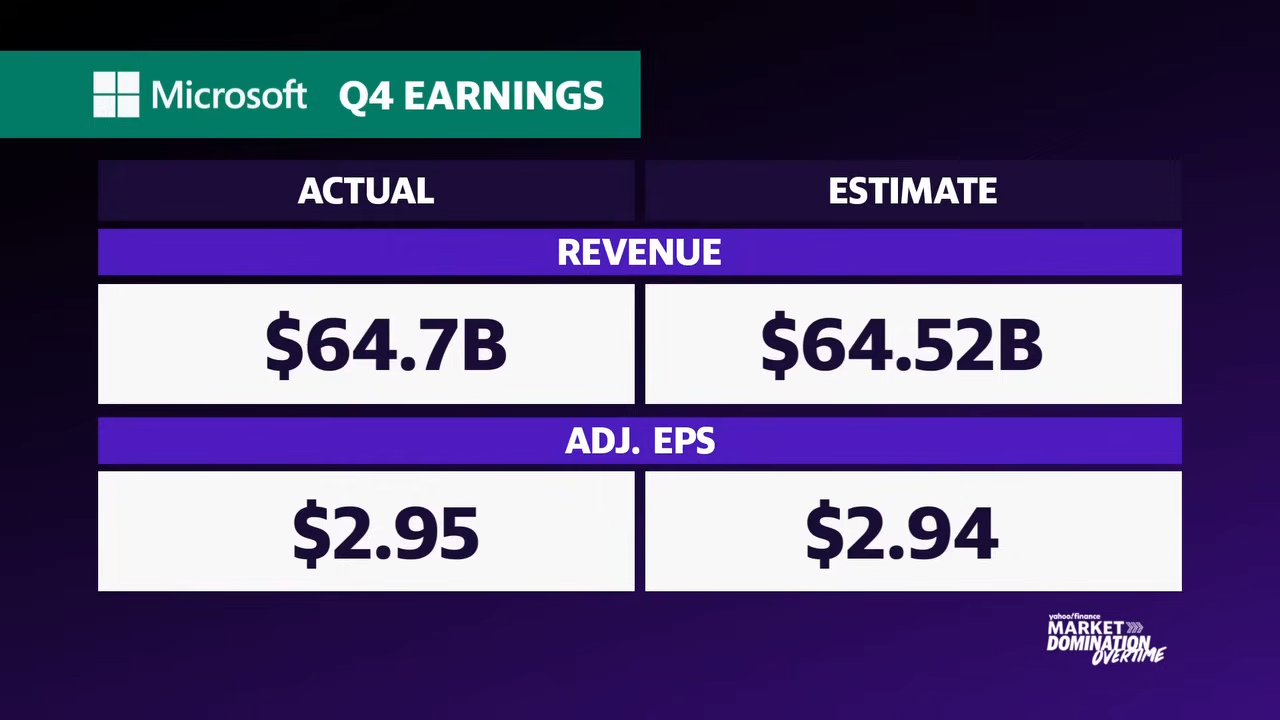 Microsoft Q4 EARNINGS
ACTUAL ESTIMATE
REVENUE
$64.7B $64.52B
ADJ. EPS
$2.95 $2.94
yahoo!finance
MARKET
DOMINATION
OVERTIME